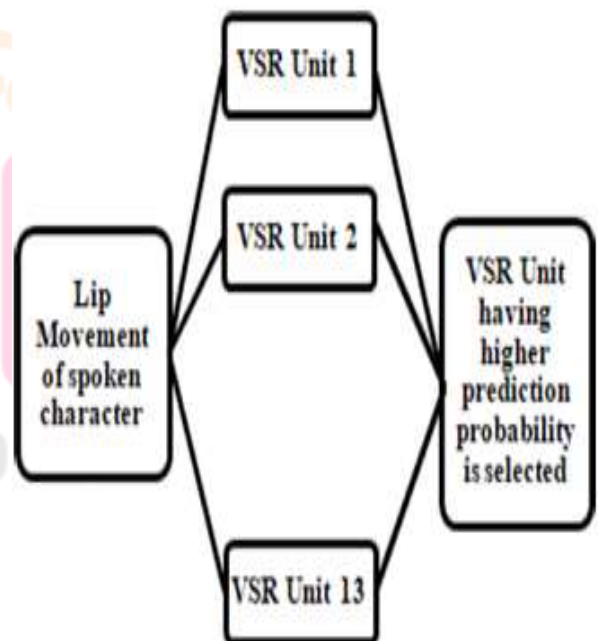 VSR Unit 1
VSR Unit 2
Lip
Movement
of spoken
character
VSR Unit
having
higher
prediction
probability
is selected
VSR Unit 13